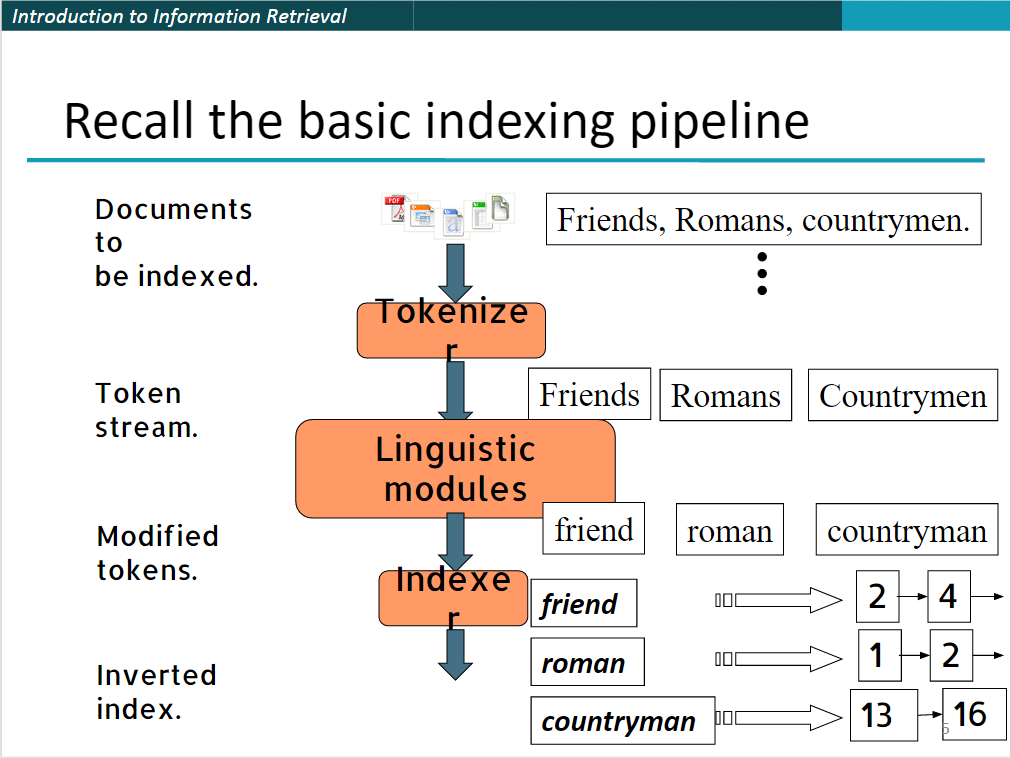 Introduction to Information Retrieval
Recall the basic indexing pipeline
Documents
to
be indexed.
Friends, Romans, countrymen.
Tokenize
r
Token
stream.
Friends
Romans
Countrymen
Linguistic
modules
Modified
tokens.
friend
roman
countryman
Indexe
r
friend
2
4
roman
1
2
Inverted
index.
countryman
13
16
5